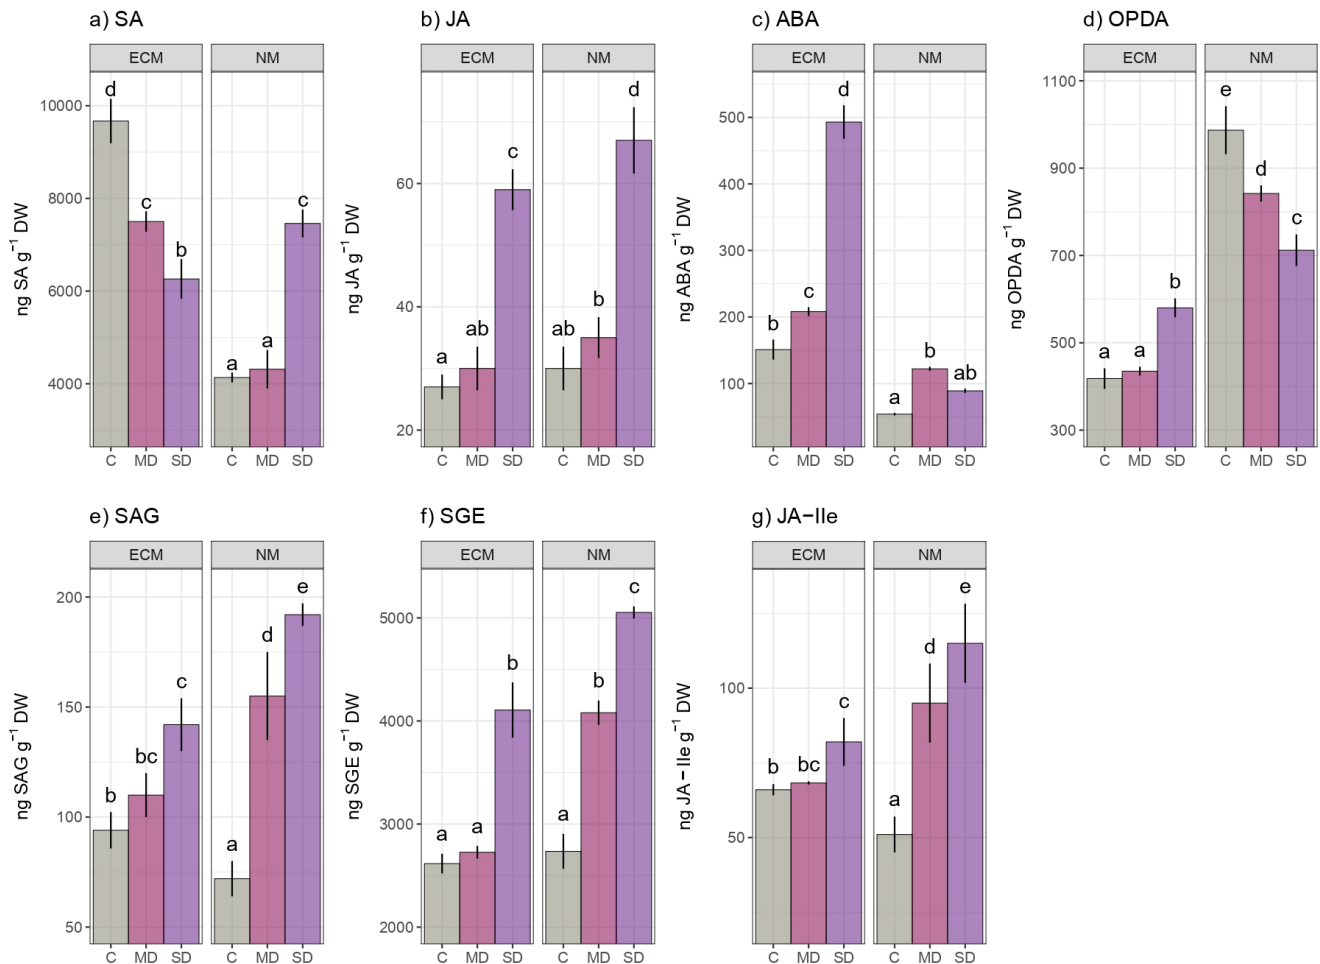 a) SA
b) JA
c) ABA
d) OPDA
ECM NM
ECM NM
ECM NM
ECM NM
ng SA g⁻¹ DW
10000
8000
6000
4000
d c b a a c
C MD SD C MD SD
ng JA g⁻¹ DW
60
40
20
a ab c ab b d
C MD SD C MD SD
ng ABA g⁻¹ DW
500
400
300
200
100
b c d a b ab
C MD SD C MD SD
ng OPDA g⁻¹ DW
1100
900
700
500
300
a a b e d c
C MD SD C MD SD
e) SAG
f) SGE
g) JA−Ile
ECM NM
ECM NM
ECM NM
ng SAG g⁻¹ DW
200
150
100
50
b bc c a d e
C MD SD C MD SD
ng SGE g⁻¹ DW
5000
4000
3000
2000
a a b a b c
C MD SD C MD SD
ng JA−Ile g⁻¹ DW
100
50
b bc c a d e
C MD SD C MD SD